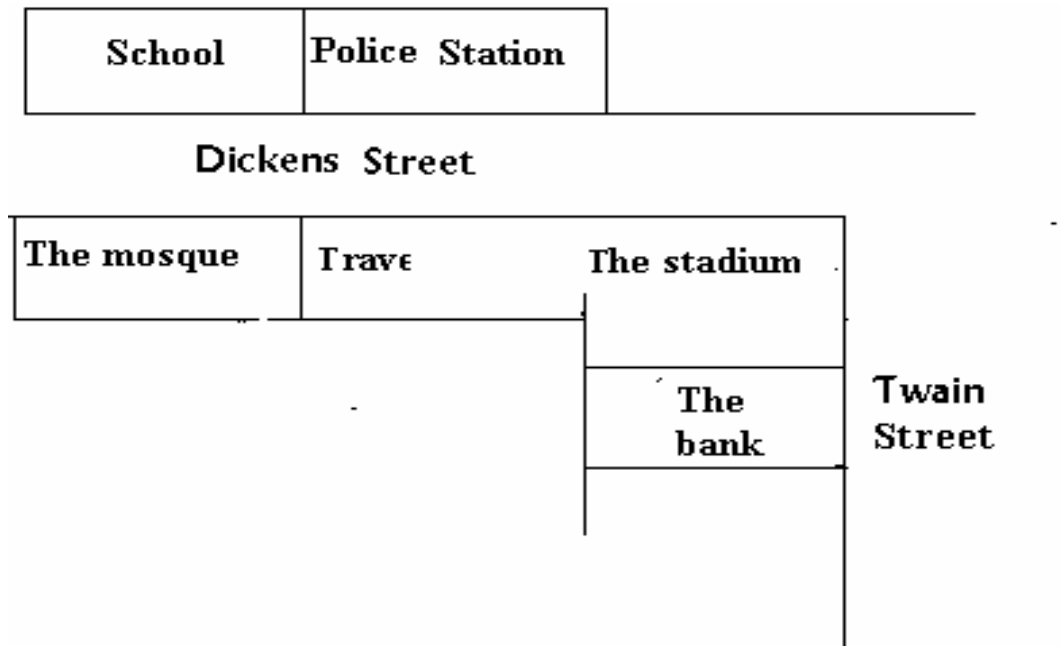 School Police Station
Dickens Street
The mosque Trave The stadium
The
bank
Twain
Street